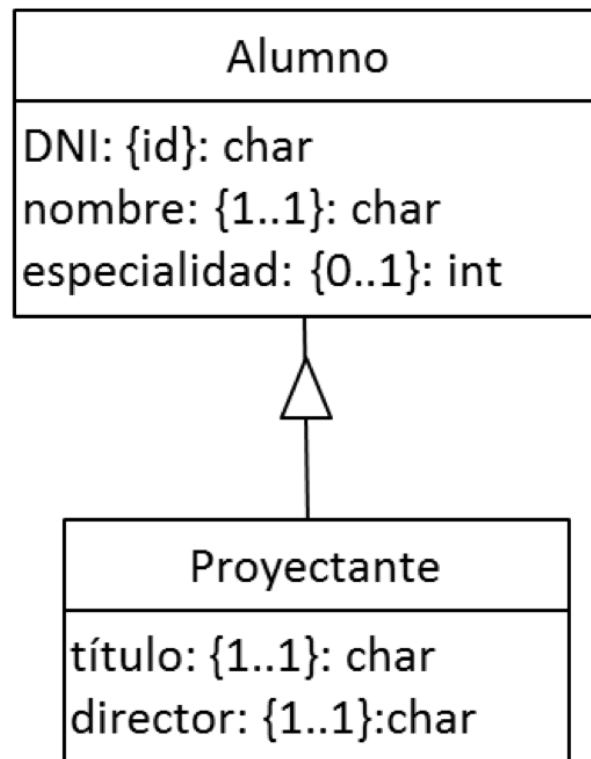 Alumno
DNI: {id}: char
nombre: {1..1}: char
especialidad: {0..1}: int
Proyectante
título: {1..1}: char
director: {1..1}:char